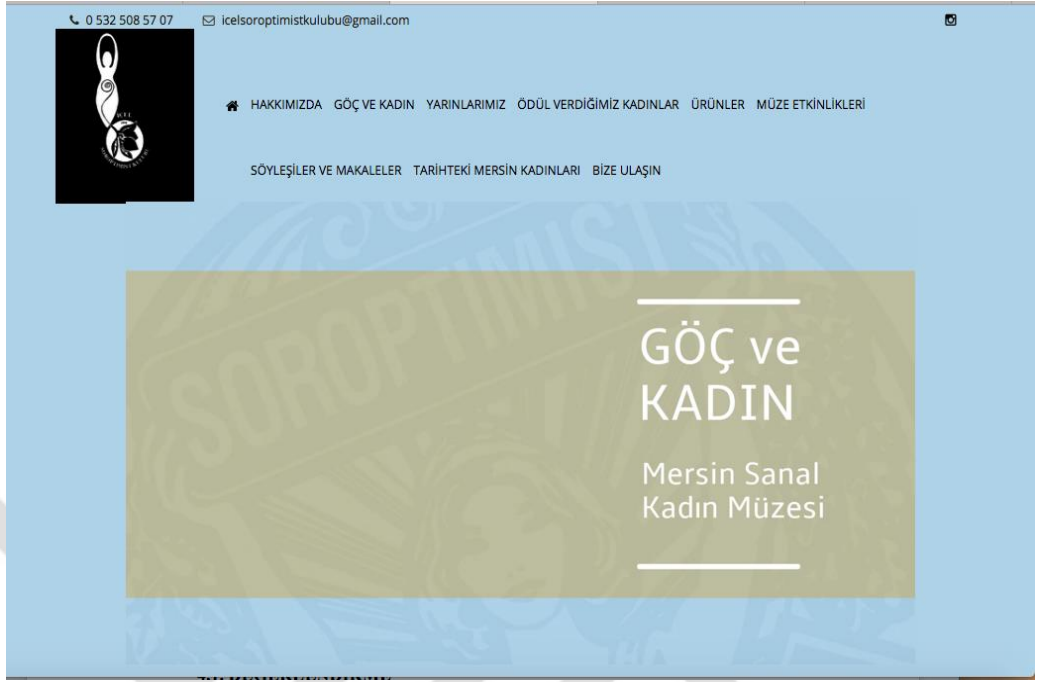 0 532 508 57 07 icelsoroptimistkulubu@gmail.com
HAKKIMIZDA GÖÇ VE KADIN YARINLARIMIZ ÖDÜL VERDİĞİMİZ KADINLAR ÜRÜNLER MÜZE ETKİNLİKLERİ
SÖYLEŞİLER VE MAKALELER TARİHTEKİ MERSİN KADINLARI BİZE ULAŞIN
SOROPTIMIST
GÖÇ ve
KADIN
Mersin Sanal
Kadın Müzesi